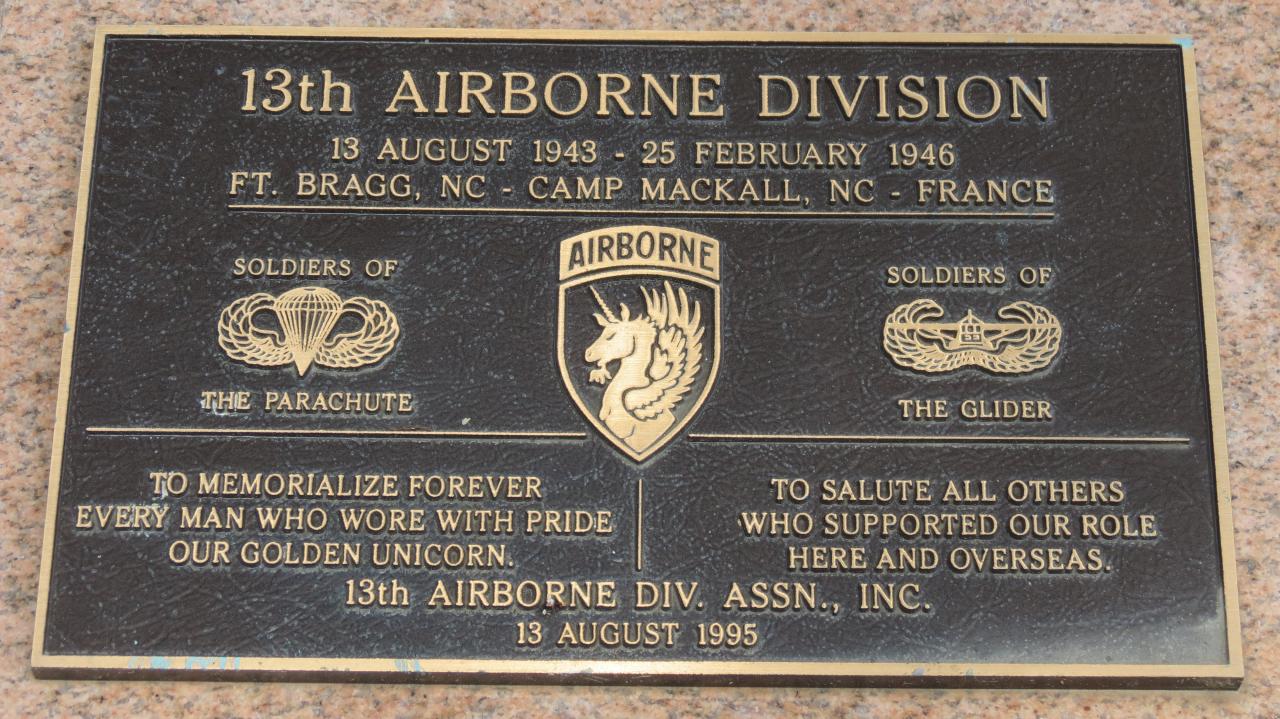 13th AIRBORNE DIVISION
13 AUGUST 1943 - 25 FEBRUARY 1946
FT. BRAGG, NC - CAMP MACKALL, NC - FRANCE
AIRBORNE
SOLDIERS OF
THE PARACHUTE
SOLDIERS OF
THE GLIDER
TO MEMORIALIZE FOREVER
EVERY MAN WHO WORE WITH PRIDE
OUR GOLDEN UNICORN.
TO SALUTE ALL OTHERS
WHO SUPPORTED OUR ROLE
HERE AND OVERSEAS.
13th AIRBORNE DIV. ASSN., INC.
13 AUGUST 1995